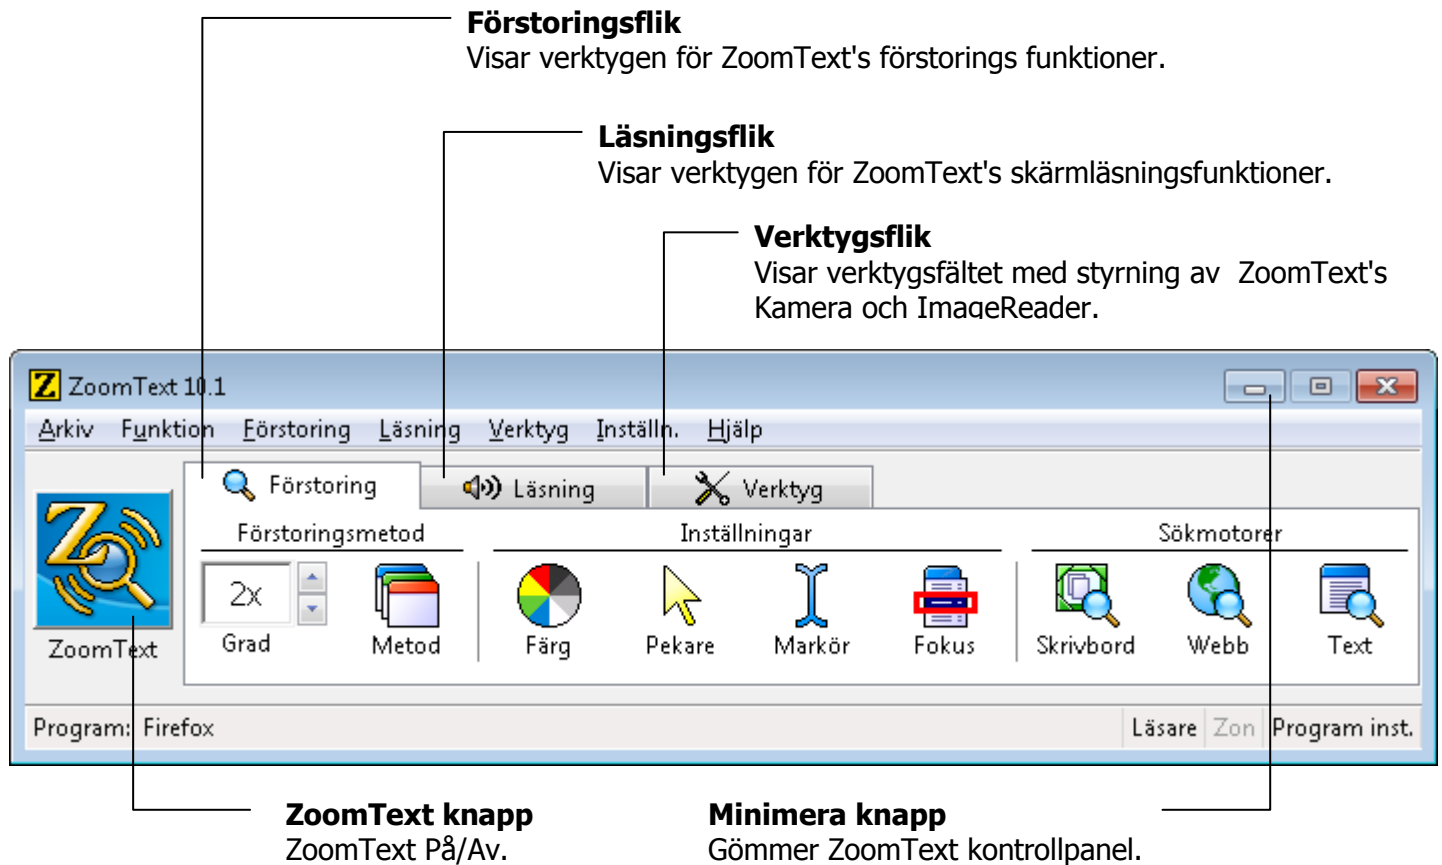 Förstoringsflik
Visar verktygen för ZoomText's förstorings funktioner.
Läsningsflik
Visar verktygen för ZoomText's skärmläsningsfunktioner.
Verktygsflik
Visar verktygsfältet med styrning av  ZoomText's
Kamera och ImageReader.
ZoomText 10.1
Arkiv Funktion Förstoring Läsning Verktyg Inställn. Hjälp
Förstoring Läsning Verktyg
Förstoringsmetod Inställningar Sökmotorer
2x
ZoomText Grad Metod Färg Pekare Markör Fokus Skrivbord Webb Text
Program: Firefox Läsare Zon Program inst.
ZoomText knapp Minimera knapp
ZoomText På/Av. Gömmer ZoomText kontrollpanel.